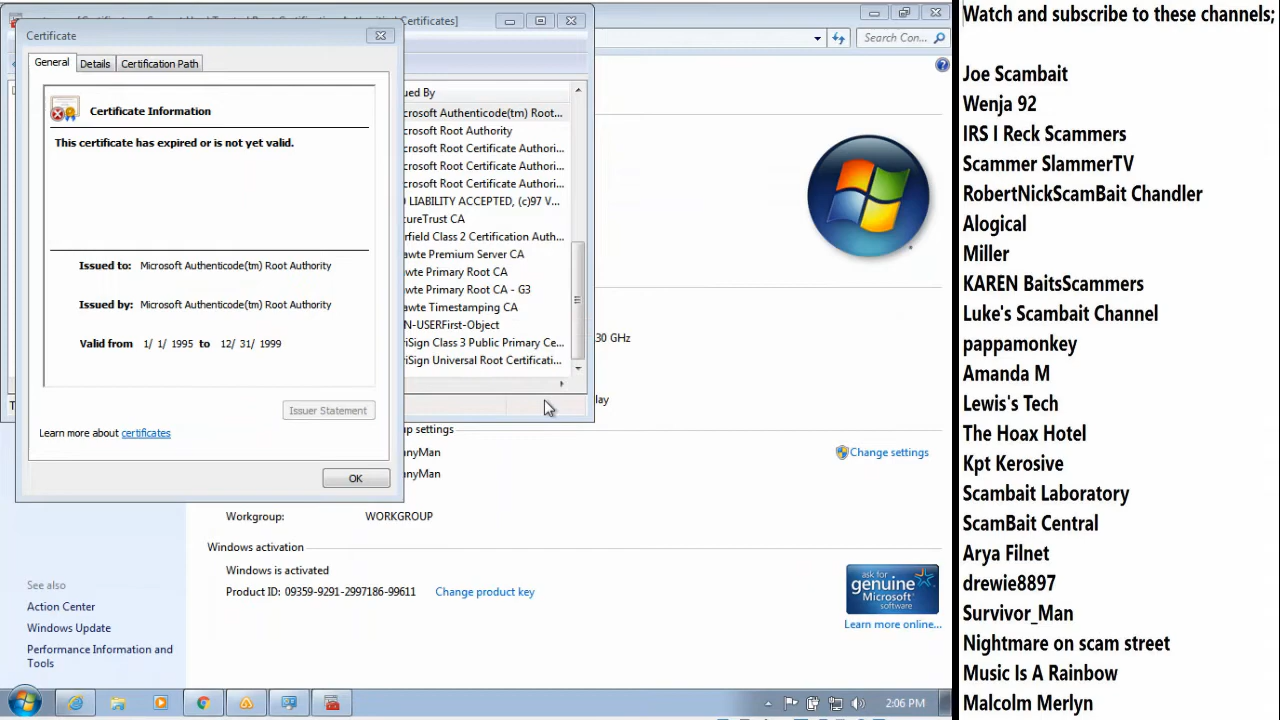 Trusted Root Certification Authorities\Certificates]
Certificate
Search Con...
General
Details
Certification Path
Certificate Information
This certificate has expired or is not yet valid.
Issued to: Microsoft Authenticode(tm) Root Authority
Issued by: Microsoft Authenticode(tm) Root Authority
Valid from 1/ 1/ 1995 to 12/ 31/ 1999
Issuer Statement
Learn more about certificates
OK
ued By
crosoft Authenticode(tm) Root...
crosoft Root Authority
crosoft Root Certificate Authori...
crosoft Root Certificate Authori...
crosoft Root Certificate Authori...
LIABILITY ACCEPTED, (c)97 V...
cureTrust CA
rfield Class 2 Certification Auth...
awte Premium Server CA
awte Primary Root CA
awte Primary Root CA - G3
awte Timestamping CA
N-USERFirst-Object
riSign Class 3 Public Primary Ce...
riSign Universal Root Certificati...
30 GHz
lay
up settings
nnyMan
Change settings
nnyMan
Workgroup: WORKGROUP
Windows activation
Windows is activated
Product ID: 09359-9291-2997186-99611
Change product key
ask for
genuine
Microsoft
software
Learn more online...
See also
Action Center
Windows Update
Performance Information and
Tools
2:06 PM
Watch and subscribe to these channels;
Joe Scambait
Wenja 92
IRS I Reck Scammers
Scammer SlammerTV
RobertNickScamBait Chandler
Alogical
Miller
KAREN BaitsScammers
Luke's Scambait Channel
pappamonkey
Amanda M
Lewis's Tech
The Hoax Hotel
Kpt Kerosive
Scambait Laboratory
ScamBait Central
Arya Filnet
drewie8897
Survivor_Man
Nightmare on scam street
Music Is A Rainbow
Malcolm Merlyn